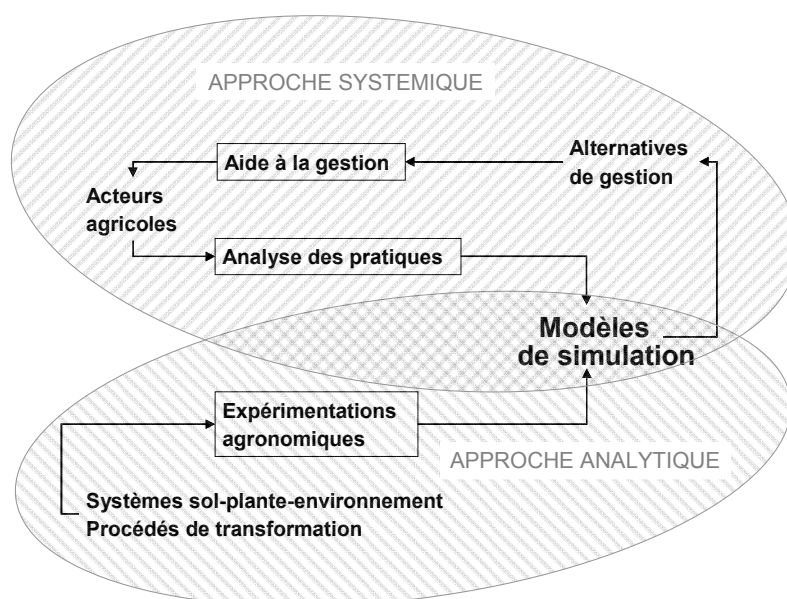 APPROCHE SYSTEMIQUE
Aide à la gestion
Alternatives
de gestion
Acteurs
agricoles
Analyse des pratiques
Modèles
de simulation
Expérimentations
agronomiques
APPROCHE ANALYTIQUE
Systèmes sol-plante-environnement
Procédés de transformation